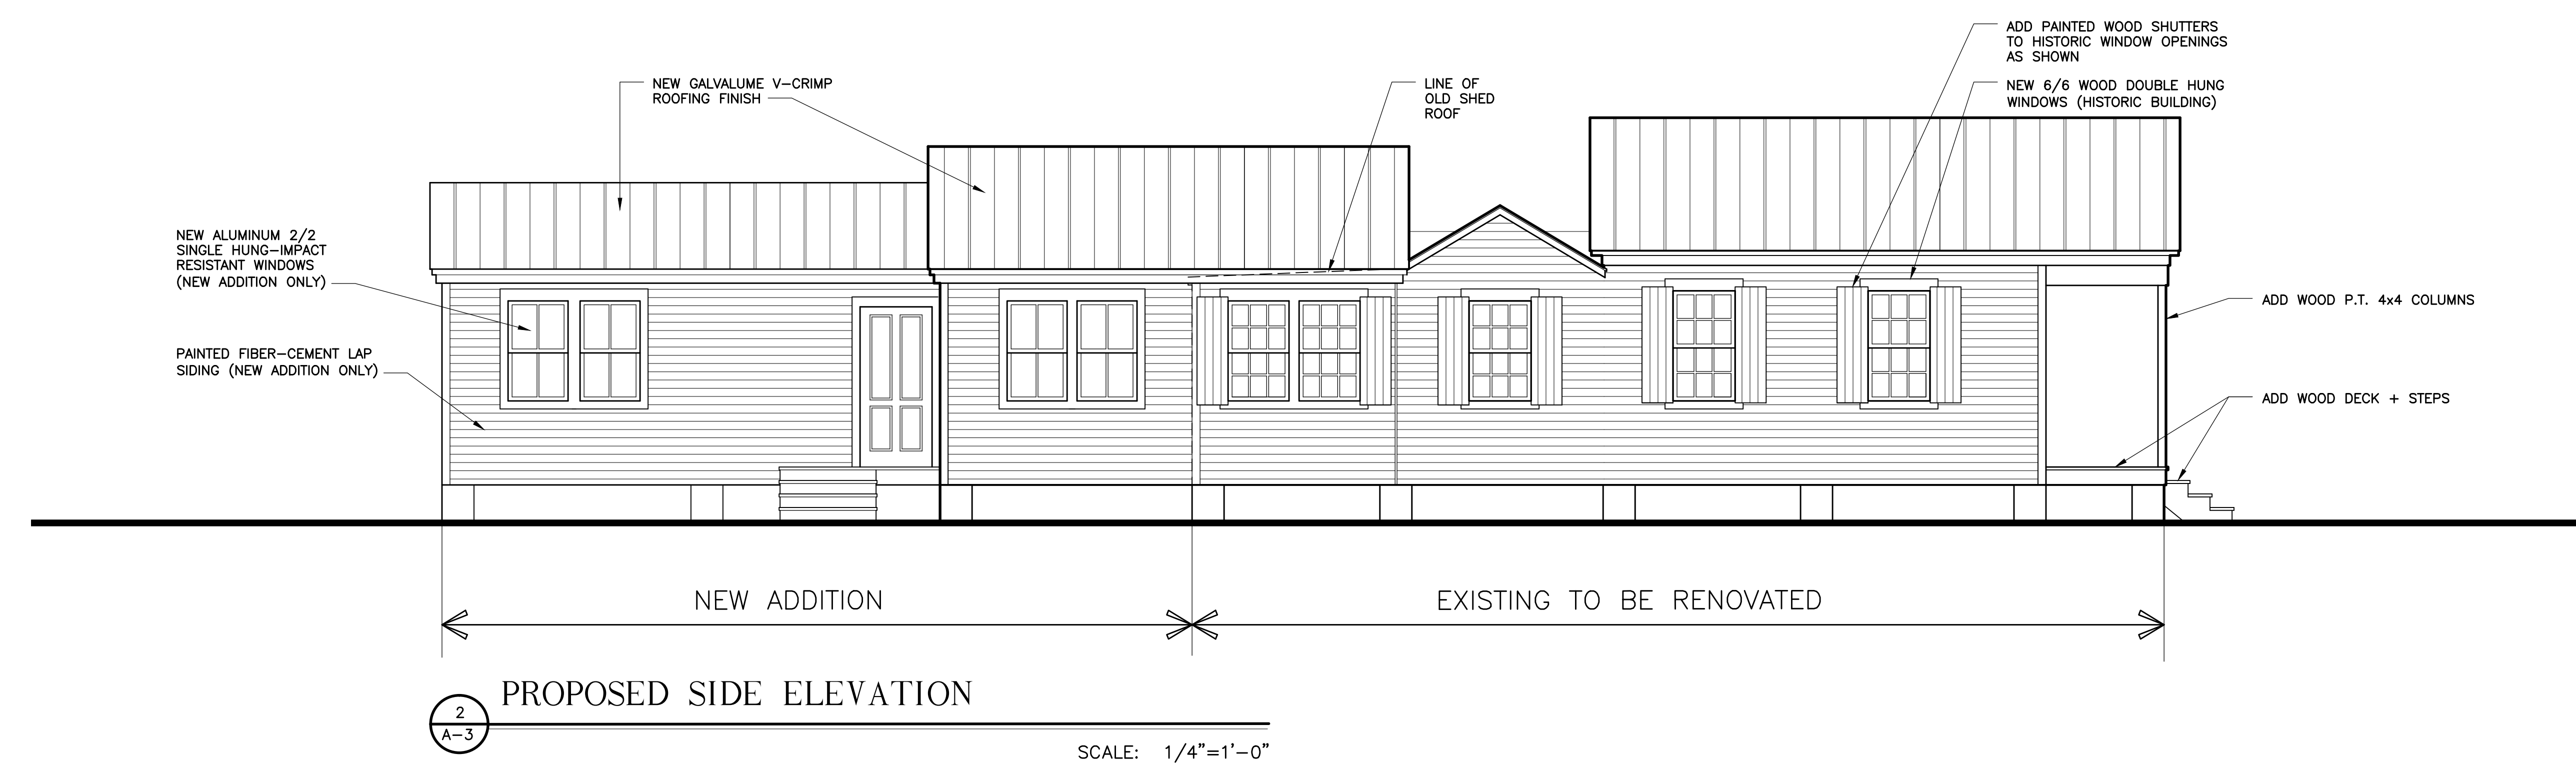 ADD PAINTED WOOD SHUTTERS
TO HISTORIC WINDOW OPENINGS
AS SHOWN
NEW 6/6 WOOD DOUBLE HUNG
WINDOWS (HISTORIC BUILDING)
NEW GALVALUME V-CRIMP
ROOFING FINISH
LINE OF
OLD SHED
ROOF
NEW ALUMINUM 2/2
SINGLE HUNG-IMPACT
RESISTANT WINDOWS
(NEW ADDITION ONLY)
PAINTED FIBER-CEMENT LAP
SIDING (NEW ADDITION ONLY)
ADD WOOD P.T. 4x4 COLUMNS
ADD WOOD DECK + STEPS
NEW ADDITION
EXISTING TO BE RENOVATED
2
A-3
PROPOSED SIDE ELEVATION
SCALE: 1/4"=1'-0"